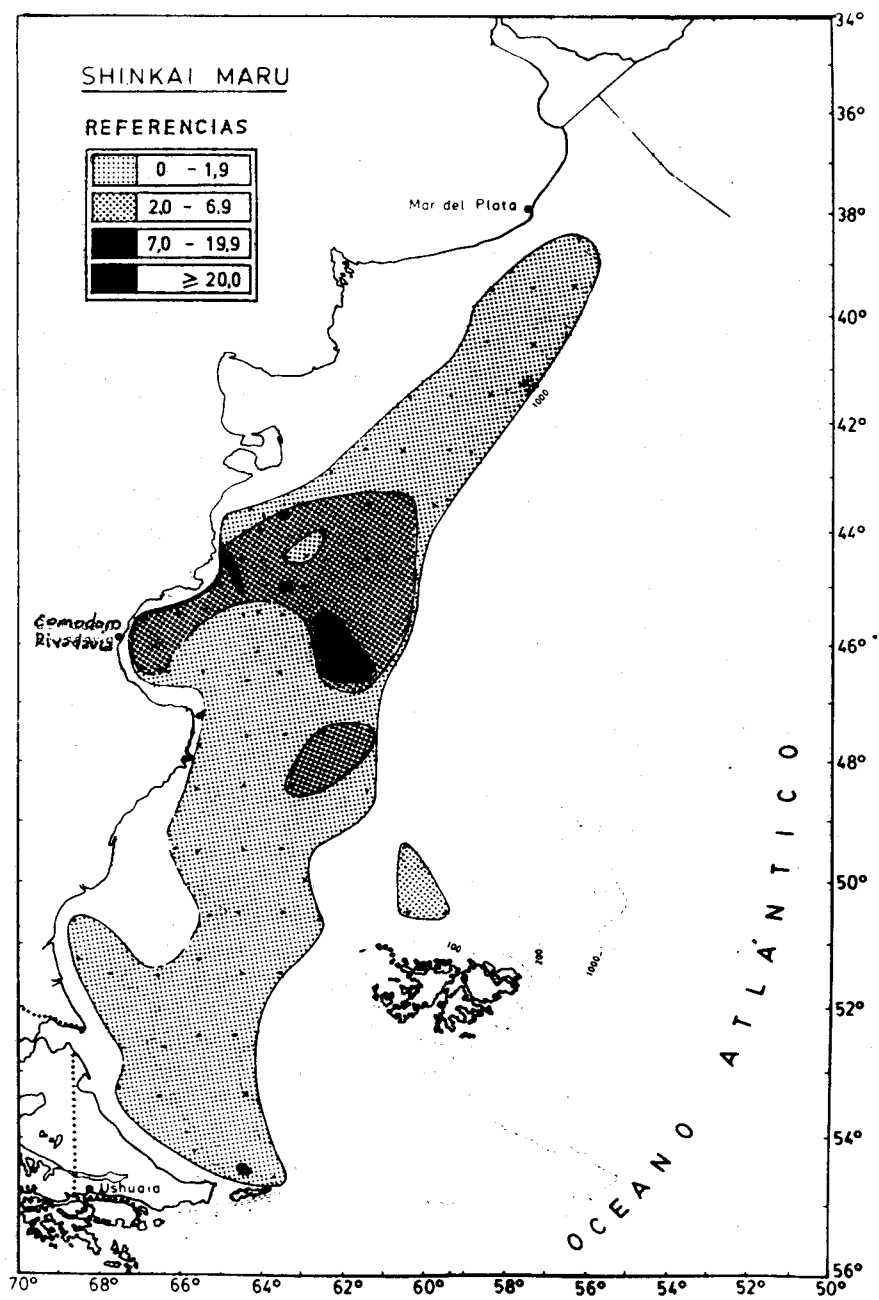 SHINKAI MARU
REFERENCIAS
0 - 1,9
2.0 - 6.9
7,0 - 19,9
≥ 20,0
34°
36°
Mar del Plata
38°
40°
1000
42°
44°
Comodoro
Rivadavia
46°
48°
50°
100
200
1000
52°
54°
Ushuaia
OCEANO ATLÁNTICO
56°
70° 68° 66° 64° 62° 60° 58° 56° 54° 52° 50°